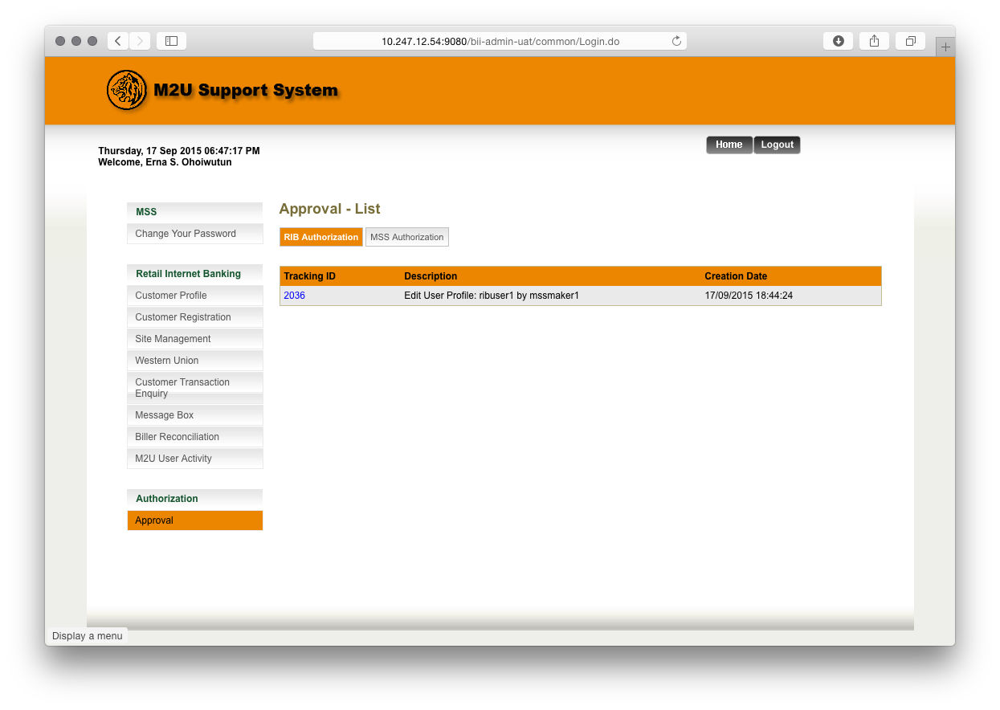 10.247.12.54:9080/bii-admin-uat/common/Login.do
M2U Support System
Thursday, 17 Sep 2015 06:47:17 PM
Welcome, Erna S. Ohoiwutun
Home Logout
MSS
Change Your Password
Retail Internet Banking
Customer Profile
Customer Registration
Site Management
Western Union
Customer Transaction
Enquiry
Message Box
Biller Reconciliation
M2U User Activity
Authorization
Approval
Approval - List
RIB Authorization MSS Authorization
Tracking ID Description Creation Date
2036 Edit User Profile: ribuser1 by mssmaker1 17/09/2015 18:44:24
Display a menu